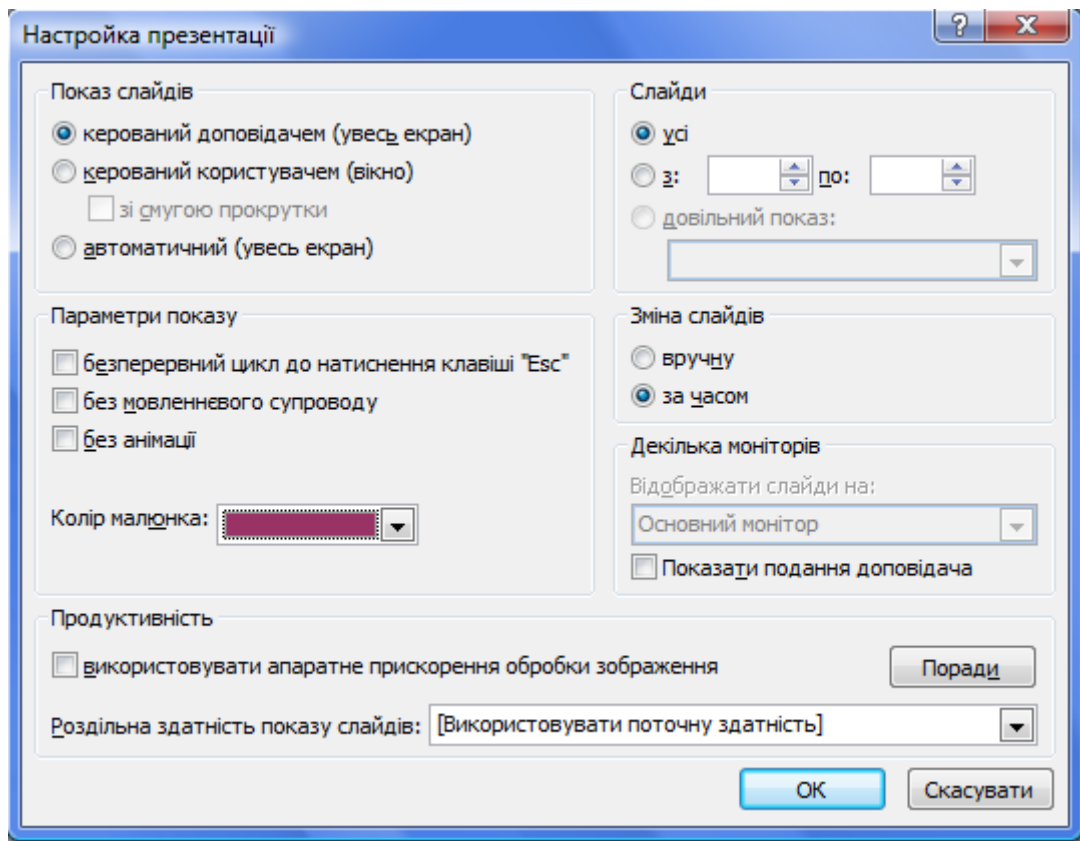 Настройка презентації
Показ слайдів
керований доповідачем (увесь екран)
керований користувачем (вікно)
зі смугою прокрутки
автоматичний (увесь екран)
Слайди
усі
з: по:
довільний показ:
Параметри показу
безперервний цикл до натиснення клавіші "Esc"
без мовленнєвого супроводу
без анімації
Колір малюнка:
Зміна слайдів
вручну
за часом
Декілька моніторів
Відображати слайди на:
Основний монітор
Показати подання доповідача
Продуктивність
використовувати апаратне прискорення обробки зображення
Поради
Роздільна здатність показу слайдів: [Використовувати поточну здатність]
ОК Скасувати